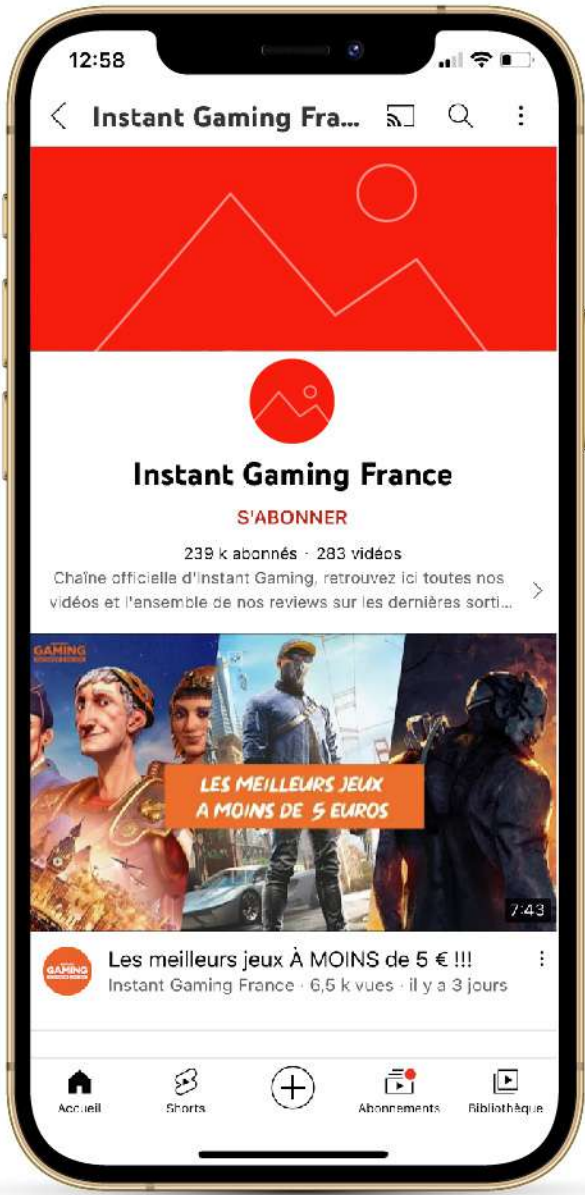 12:58
Instant Gaming Fra...
Instant Gaming France
S'ABONNER
239 k abonnés · 283 vidéos
Chaîne officielle d'Instant Gaming, retrouvez ici toutes nos
vidéos et l'ensemble de nos reviews sur les dernières sorti...
GAMING
LES MEILLEURS JEUX
A MOINS DE 5 EUROS
7:43
GAMING
Les meilleurs jeux À MOINS de 5 € !!!
Instant Gaming France · 6,5 k vues · il y a 3 jours
Accueil
Shorts
Abonnements
Bibliothèque